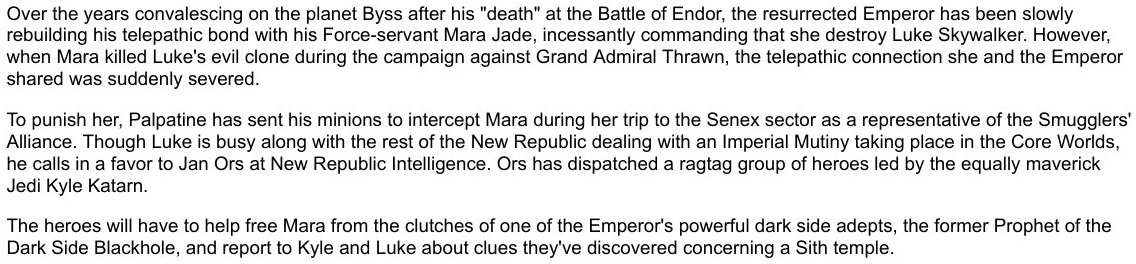 Over the years convalescing on the planet Byss after his "death" at the Battle of Endor, the resurrected Emperor has been slowly
rebuilding his telepathic bond with his Force-servant Mara Jade, incessantly commanding that she destroy Luke Skywalker. However,
when Mara killed Luke's evil clone during the campaign against Grand Admiral Thrawn, the telepathic connection she and the Emperor
shared was suddenly severed.

To punish her, Palpatine has sent his minions to intercept Mara during her trip to the Senex sector as a representative of the Smugglers'
Alliance. Though Luke is busy along with the rest of the New Republic dealing with an Imperial Mutiny taking place in the Core Worlds,
he calls in a favor to Jan Ors at New Republic Intelligence. Ors has dispatched a ragtag group of heroes led by the equally maverick
Jedi Kyle Katarn.

The heroes will have to help free Mara from the clutches of one of the Emperor's powerful dark side adepts, the former Prophet of the
Dark Side Blackhole, and report to Kyle and Luke about clues they've discovered concerning a Sith temple.